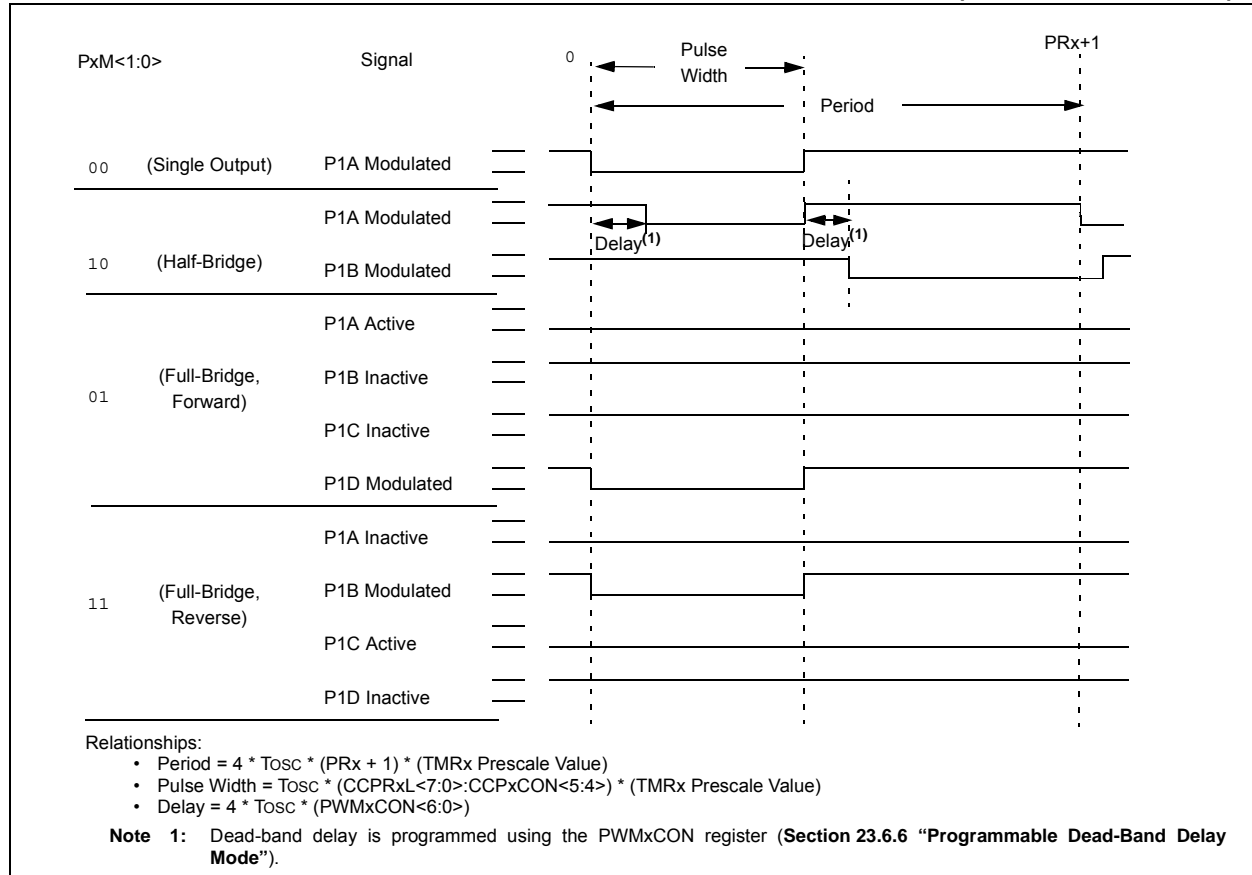 PxM<1:0> Signal 0 Pulse Width PRx+1
Period
00 (Single Output) P1A Modulated
P1A Modulated
Delay(1) Delay(1)
10 (Half-Bridge) P1B Modulated
P1A Active
(Full-Bridge, Forward) P1B Inactive
01
P1C Inactive
P1D Modulated
P1A Inactive
(Full-Bridge, Reverse) P1B Modulated
11
P1C Active
P1D Inactive
Relationships:
• Period = 4 * TOSC * (PRx + 1) * (TMRx Prescale Value)
• Pulse Width = TOSC * (CCPRxL<7:0>:CCPxCON<5:4>) * (TMRx Prescale Value)
• Delay = 4 * TOSC * (PWMxCON<6:0>)
Note 1: Dead-band delay is programmed using the PWMxCON register (Section 23.6.6 “Programmable Dead-Band Delay
Mode”).